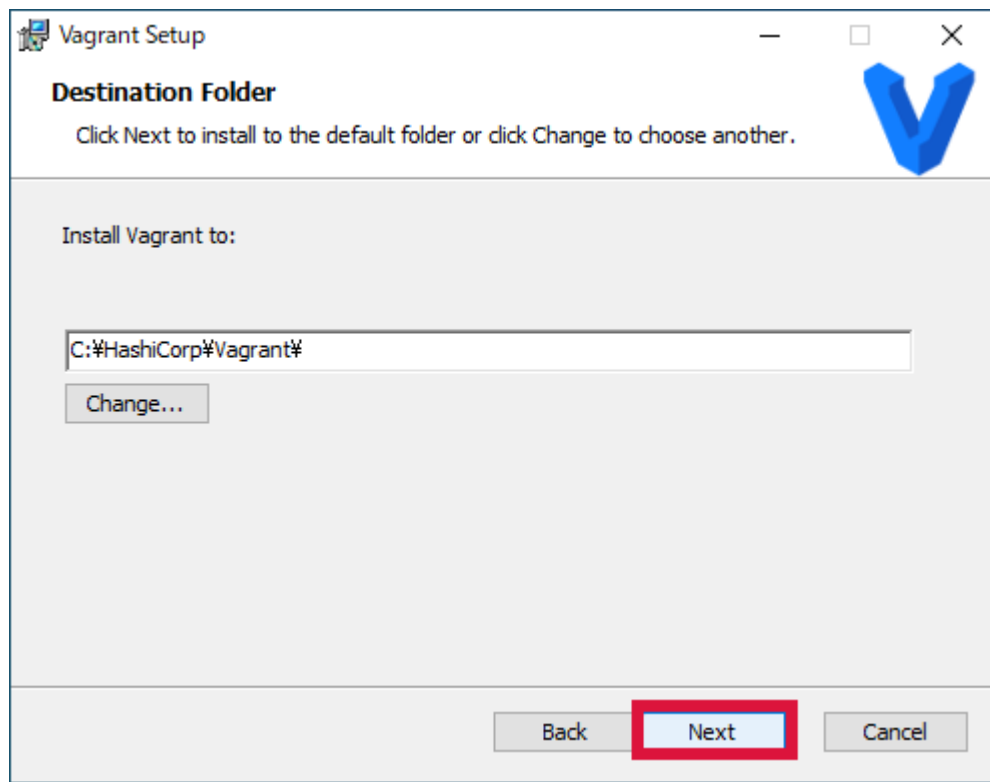 Vagrant Setup
Destination Folder
Click Next to install to the default folder or click Change to choose another.
Install Vagrant to:
C:¥HashiCorp¥Vagrant¥
Change...
Back
Next
Cancel